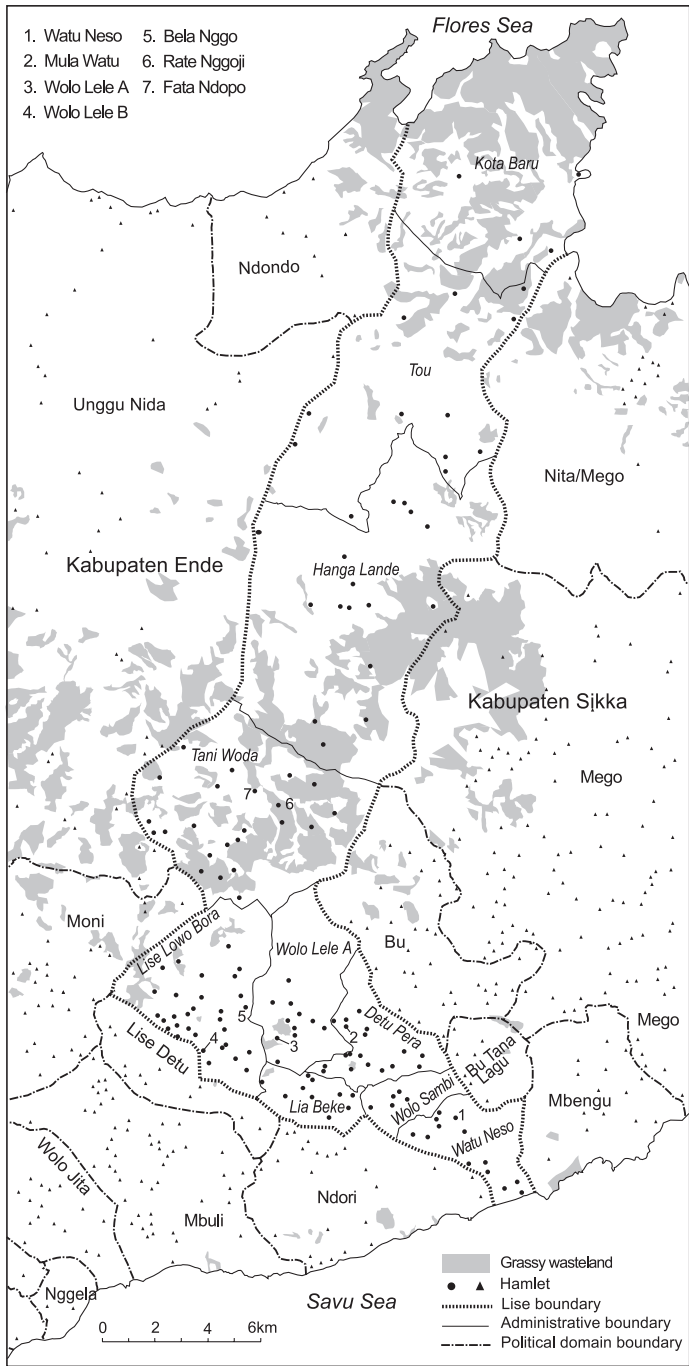 Flores Sea
1. Watu Neso
2. Mula Watu
3. Wolo Lele A
4. Wolo Lele B
5. Bela Nggo
6. Rate Nggoji
7. Fata Ndopo
Kota Baru
Ndondo
Tou
Unggu Nida
Nita/Mego
Kabupaten Ende
Hanga Lande
Kabupaten Sikka
Tani Woda
Mego
7
6
Moni
Lise Lowo Bora
Wolo Lele A
Bu
5
Detu Pera
Lise Detu
4
3
2
Mego
Bu Tana
Lagu
Lia Beke
Wolo Sambi
Mbengu
1
Watu Neso
Wolo Jita
Mbuli
Ndori
Nggela
Savu Sea
0 2 4 6km
Grassy wasteland
Hamlet
Lise boundary
Administrative boundary
Political domain boundary